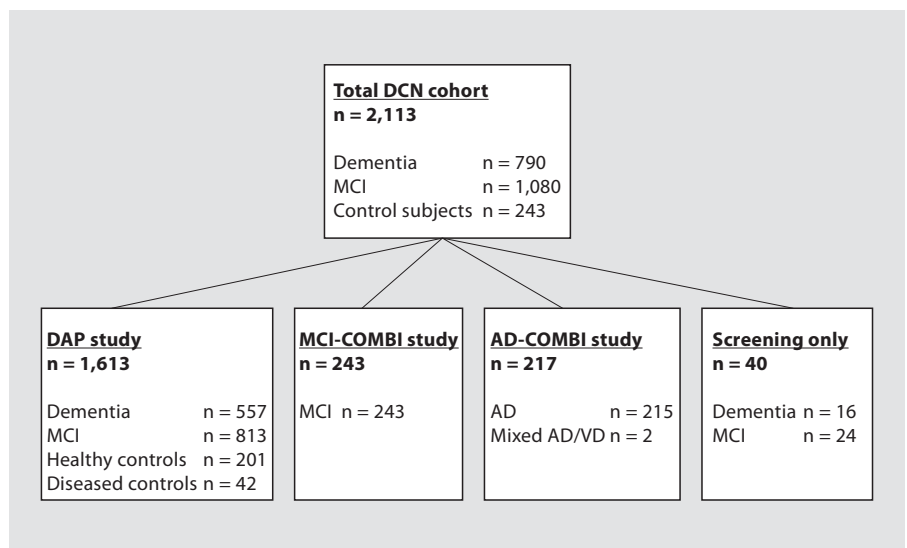 Total DCN cohort
n = 2,113
Dementia n = 790
MCI n = 1,080
Control subjects n = 243
DAP study
n = 1,613
Dementia n = 557
MCI n = 813
Healthy controls n = 201
Diseased controls n = 42
MCI-COMBI study
n = 243
MCI n = 243
AD-COMBI study
n = 217
AD n = 215
Mixed AD/VD n = 2
Screening only
n = 40
Dementia n = 16
MCI n = 24